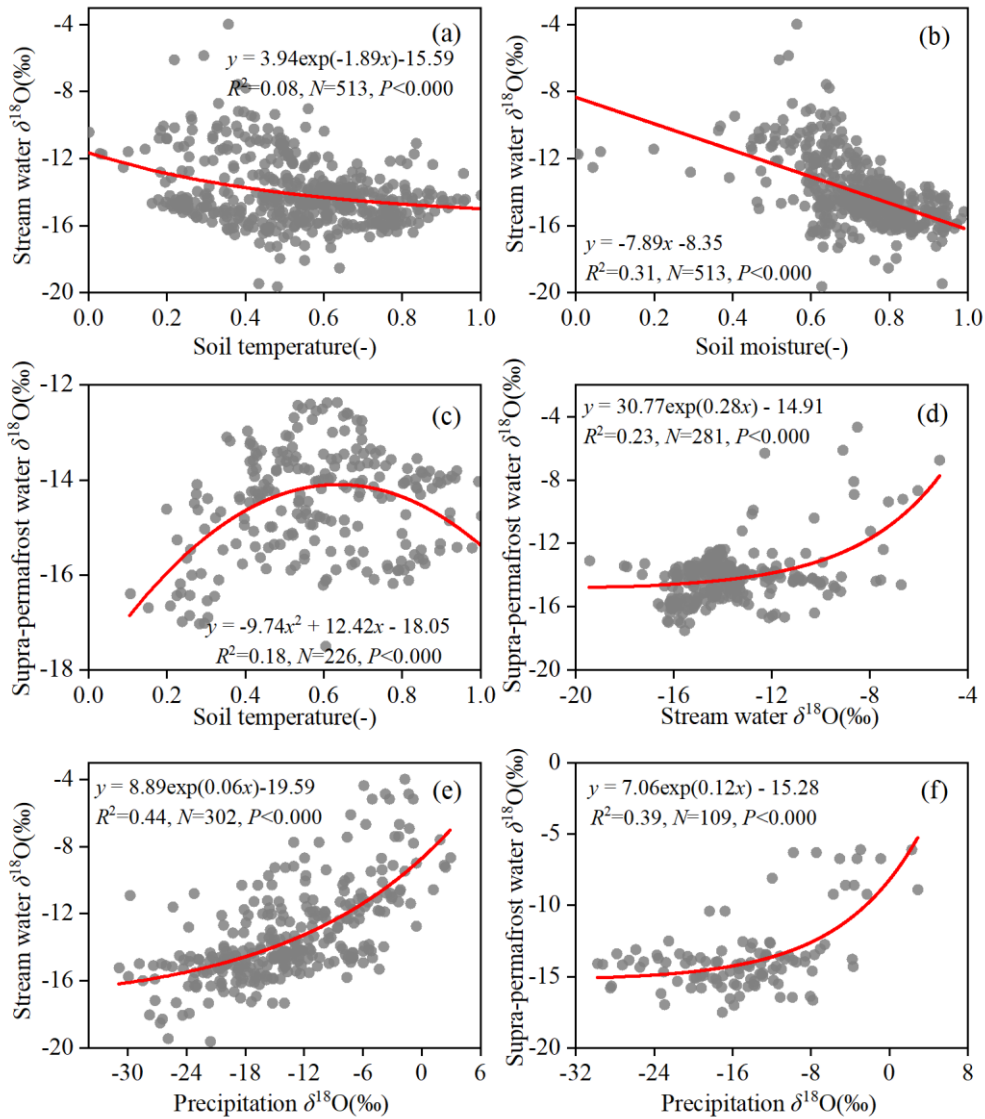 (a)
y = 3.94exp(-1.89x)-15.59
R²=0.08, N=513, P<0.000
Stream water δ¹⁸O(‰)
-4
-8
-12
-16
-20
0.0 0.2 0.4 0.6 0.8 1.0
Soil temperature(-)
(b)
y = -7.89x -8.35
R²=0.31, N=513, P<0.000
Stream water δ¹⁸O(‰)
-4
-8
-12
-16
-20
0.0 0.2 0.4 0.6 0.8 1.0
Soil moisture(-)
(c)
y = -9.74x² + 12.42x - 18.05
R²=0.18, N=226, P<0.000
Supra-permafrost water δ¹⁸O(‰)
-12
-14
-16
-18
0.0 0.2 0.4 0.6 0.8 1.0
Soil temperature(-)
(d)
y = 30.77exp(0.28x) - 14.91
R²=0.23, N=281, P<0.000
Supra-permafrost water δ¹⁸O(‰)
-4
-8
-12
-16
-20
-20 -16 -12 -8 -4
Stream water δ¹⁸O(‰)
(e)
y = 8.89exp(0.06x)-19.59
R²=0.44, N=302, P<0.000
Stream water δ¹⁸O(‰)
-4
-8
-12
-16
-20
-30 -24 -18 -12 -6 0 6
Precipitation δ¹⁸O(‰)
(f)
y = 7.06exp(0.12x) - 15.28
R²=0.39, N=109, P<0.000
Supra-permafrost water δ¹⁸O(‰)
0
-5
-10
-15
-20
-32 -24 -16 -8 0 8
Precipitation δ¹⁸O(‰)